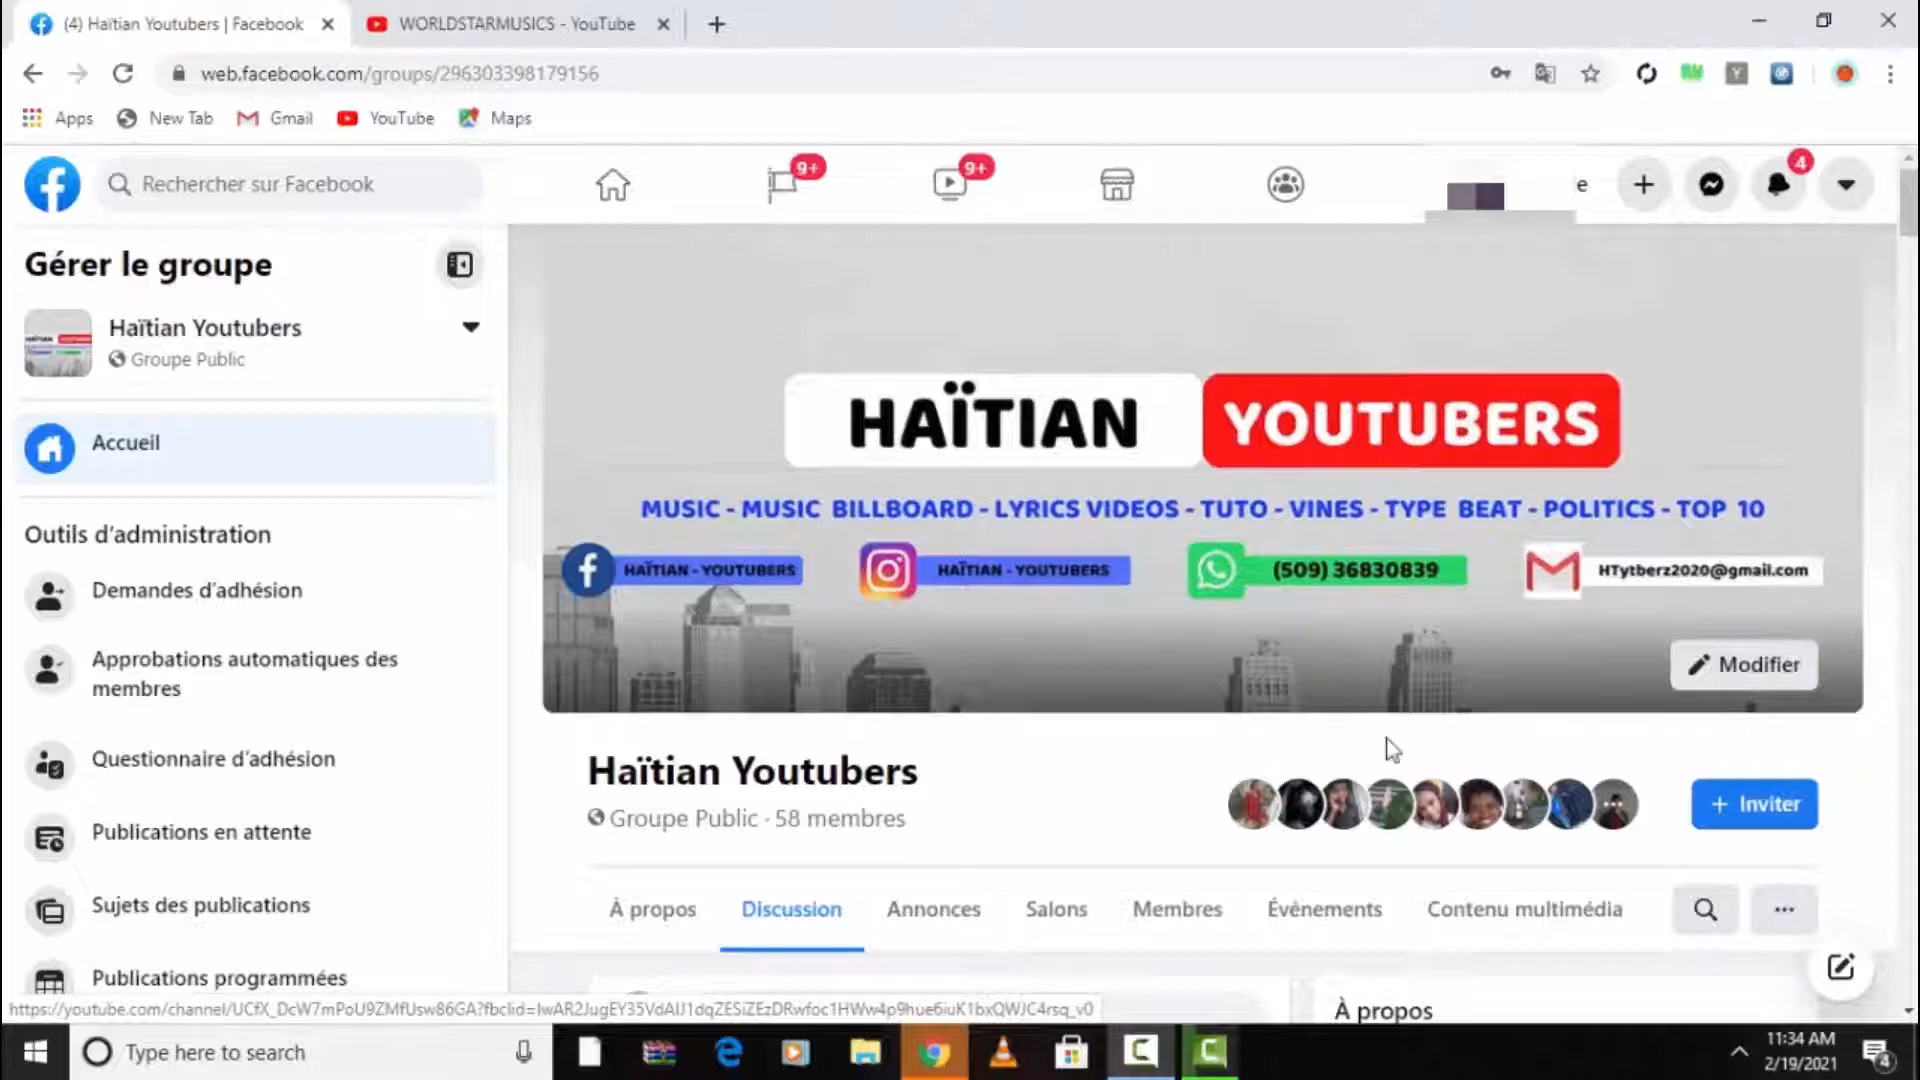 (4) Haïtian Youtubers | Facebook
WORLDSTARMUSICS - YouTube
web.facebook.com/groups/296303398179156
Apps
New Tab
Gmail
YouTube
Maps
Rechercher sur Facebook
9+
9+
e
4
Gérer le groupe
Haïtian Youtubers
Groupe Public
Accueil
Outils d'administration
Demandes d'adhésion
Approbations automatiques des
membres
Questionnaire d'adhésion
Publications en attente
Sujets des publications
Publications programmées
HAÏTIAN YOUTUBERS
MUSIC - MUSIC BILLBOARD - LYRICS VIDEOS - TUTO - VINES - TYPE BEAT - POLITICS - TOP 10
HAÏTIAN - YOUTUBERS
HAÏTIAN - YOUTUBERS
(509) 36830839
HTytberz2020@gmail.com
Modifier
Haïtian Youtubers
Groupe Public · 58 membres
+ Inviter
À propos
Discussion
Annonces
Salons
Membres
Évènements
Contenu multimédia
À propos
Type here to search
11:34 AM
2/19/2021
4